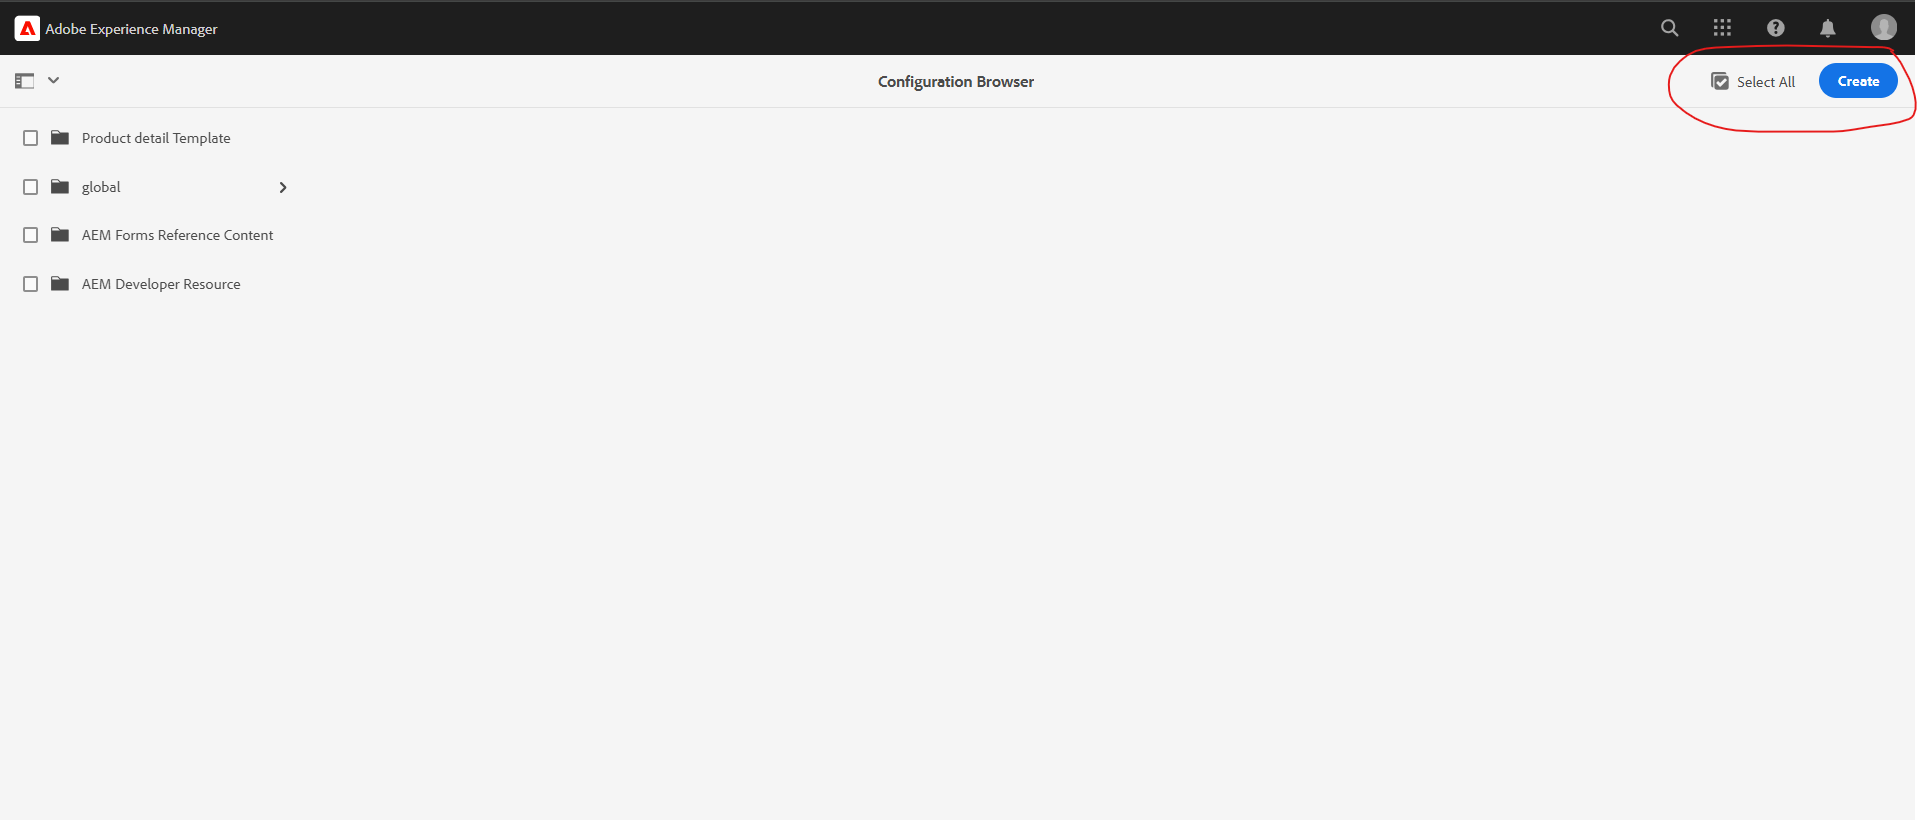 Adobe Experience Manager
Configuration Browser
Select All
Create
Product detail Template
global
AEM Forms Reference Content
AEM Developer Resource